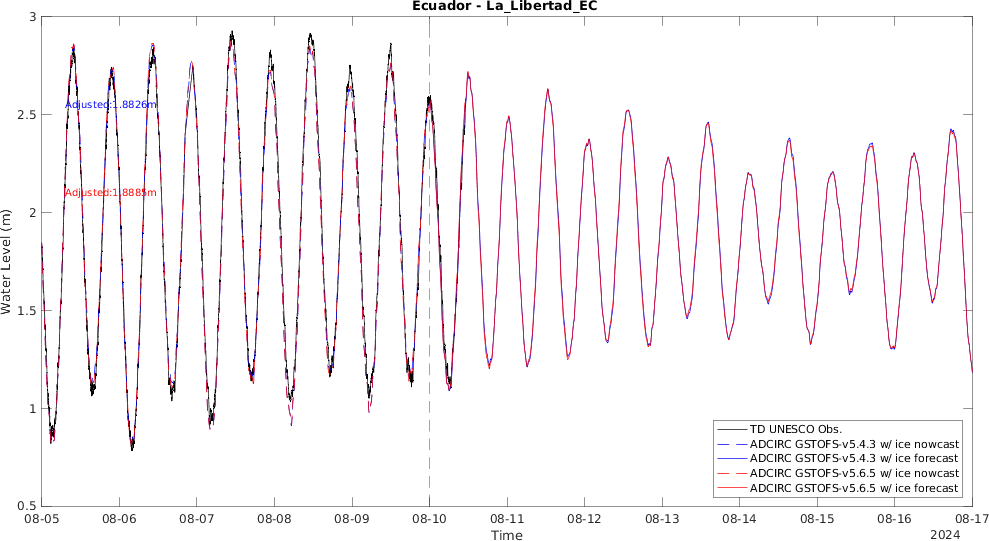 Ecuador - La_Libertad_EC
3
2.5
2
1.5
1
0.5
Water Level (m)
Adjusted:1.8826m
Adjusted:1.8885m
TD UNESCO Obs.
ADCIRC GSTOFS-v5.4.3 w/ ice nowcast
ADCIRC GSTOFS-v5.4.3 w/ ice forecast
ADCIRC GSTOFS-v5.6.5 w/ ice nowcast
ADCIRC GSTOFS-v5.6.5 w/ ice forecast
08-05 08-06 08-07 08-08 08-09 08-10 08-11 08-12 08-13 08-14 08-15 08-16 08-17
Time
2024